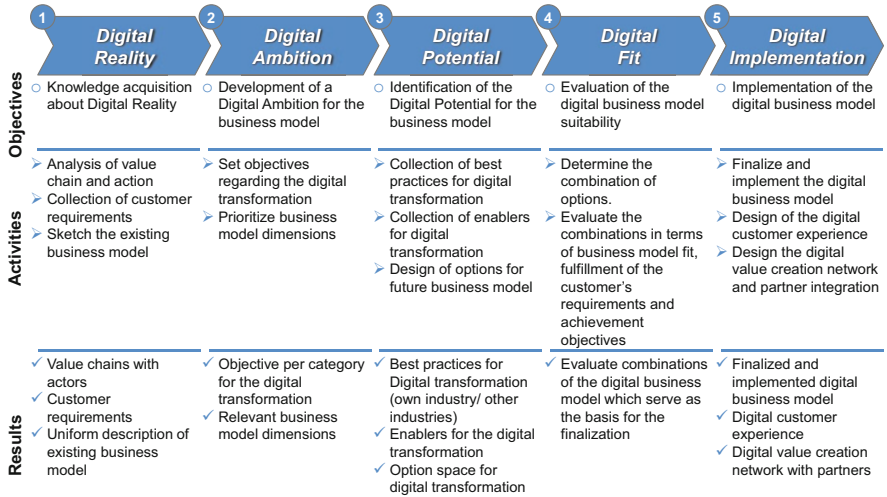 1
Digital
Reality
2
Digital
Ambition
3
Digital
Potential
4
Digital
Fit
5
Digital
Implementation
Objectives
Knowledge acquisition
about Digital Reality
Development of a
Digital Ambition for the
business model
Identification of the
Digital Potential for the
business model
Evaluation of the
digital business model
suitability
Implementation of the
digital business model
Activities
Analysis of value
chain and action
Collection of customer
requirements
Sketch the existing
business model
Set objectives
regarding the digital
transformation
Prioritize business
model dimensions
Collection of best
practices for digital
transformation
Collection of enablers
for digital
transformation
Design of options for
future business model
Determine the
combination of
options.
Evaluate the
combinations in terms
of business model fit,
fulfillment of the
customer's
requirements and
achievement
objectives
Finalize and
implement the digital
business model
Design of the digital
customer experience
Design the digital
value creation network
and partner integration
Results
Value chains with
actors
Customer
requirements
Uniform description of
existing business
model
Objective per category
for the digital
transformation
Relevant business
model dimensions
Best practices for
Digital transformation
(own industry/ other
industries)
Enablers for the digital
transformation
Option space for
digital transformation
Evaluate combinations
of the digital business
model which serve as
the basis for the
finalization
Finalized and
implemented digital
business model
Digital customer
experience
Digital value creation
network with partners